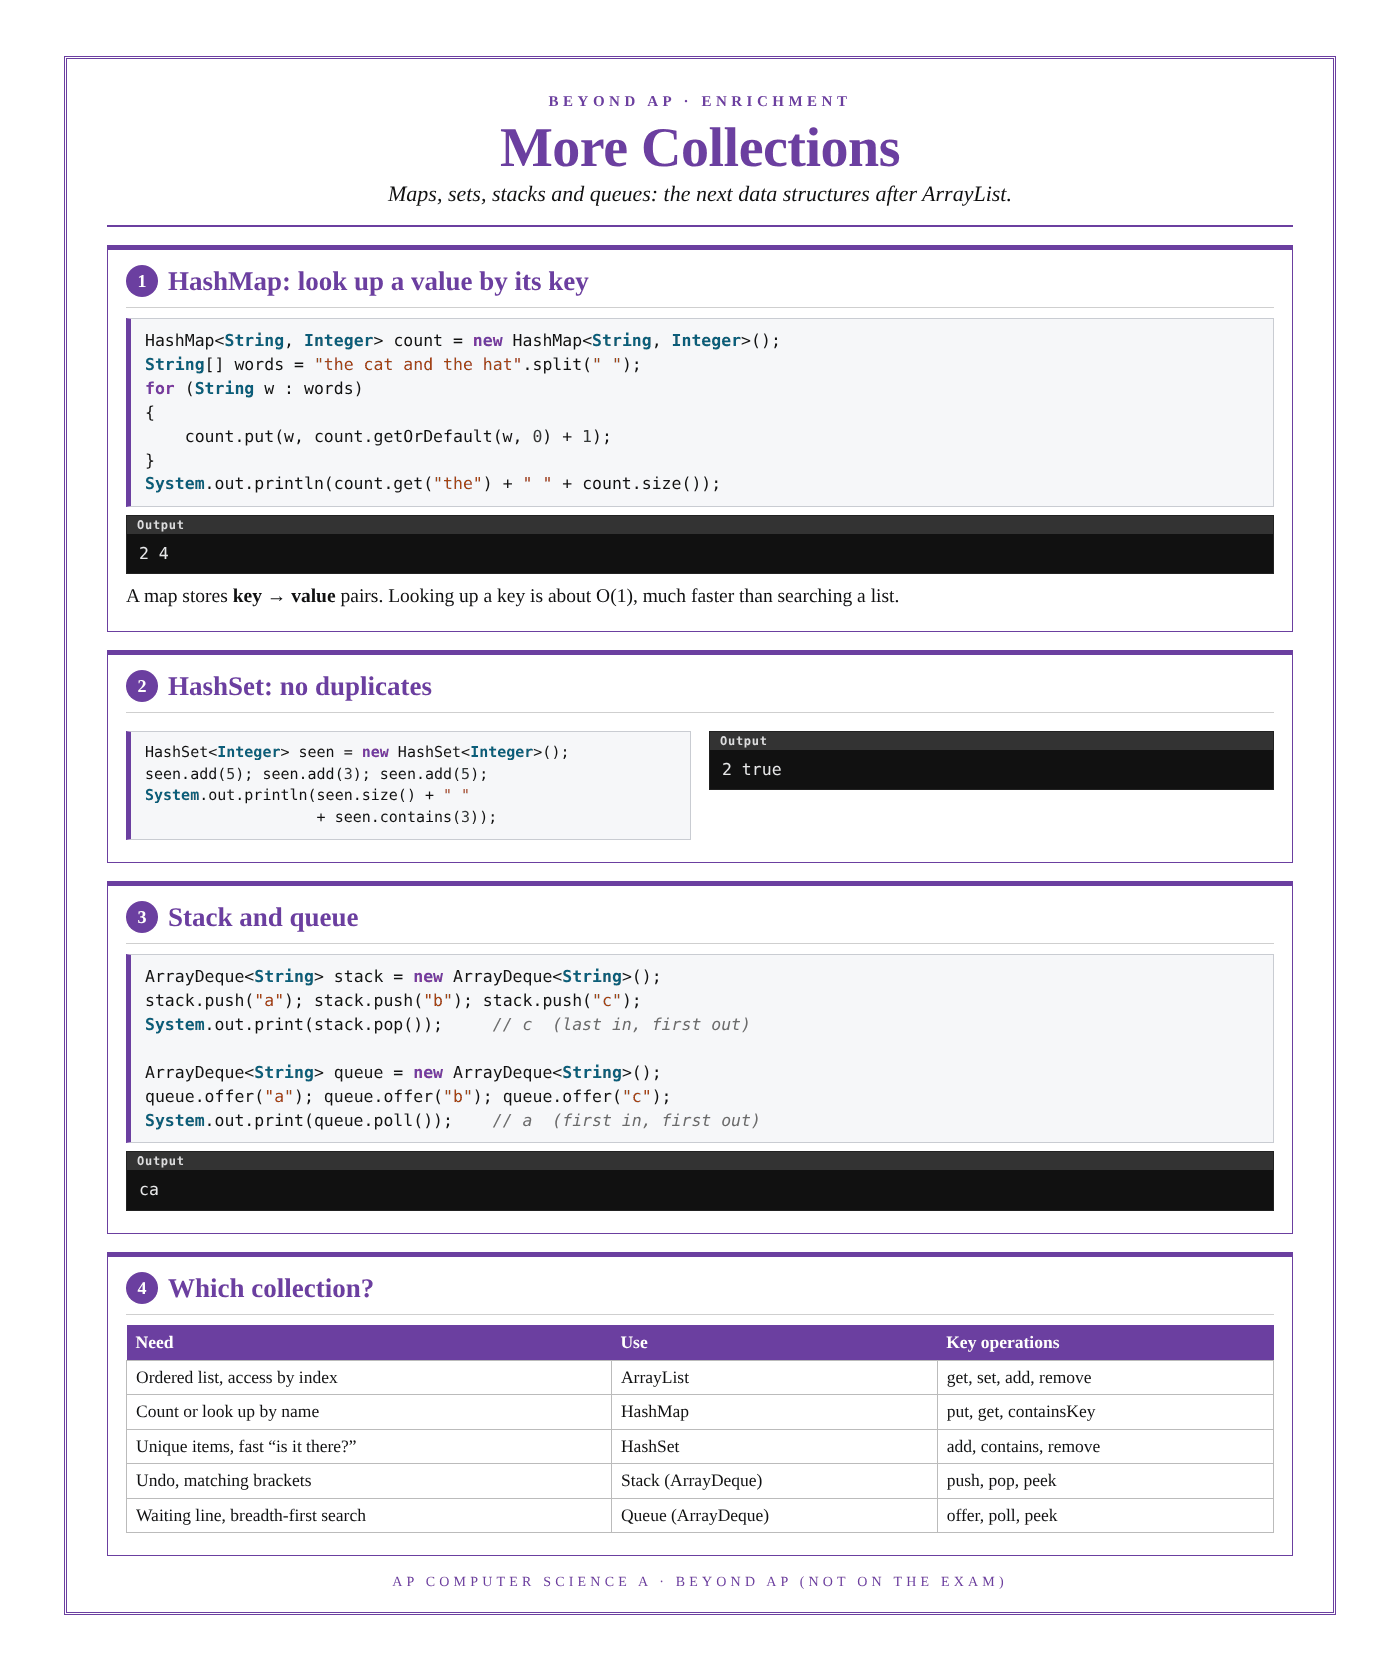 BEYOND AP · ENRICHMENT
More Collections
Maps, sets, stacks and queues: the next data structures after ArrayList.
1 HashMap: look up a value by its key
HashMap<String, Integer> count = new HashMap<String, Integer>();
String[] words = "the cat and the hat".split(" ");
for (String w : words)
{
    count.put(w, count.getOrDefault(w, 0) + 1);
}
System.out.println(count.get("the") + " " + count.size());
Output
2 4
A map stores key → value pairs. Looking up a key is about O(1), much faster than searching a list.
2 HashSet: no duplicates
HashSet<Integer> seen = new HashSet<Integer>();
seen.add(5); seen.add(3); seen.add(5);
System.out.println(seen.size() + " "
                   + seen.contains(3));
Output
2 true
3 Stack and queue
ArrayDeque<String> stack = new ArrayDeque<String>();
stack.push("a"); stack.push("b"); stack.push("c");
System.out.print(stack.pop());     // c  (last in, first out)
ArrayDeque<String> queue = new ArrayDeque<String>();
queue.offer("a"); queue.offer("b"); queue.offer("c");
System.out.print(queue.poll());    // a  (first in, first out)
Output
ca
4 Which collection?
Need Use Key operations
Ordered list, access by index ArrayList get, set, add, remove
Count or look up by name HashMap put, get, containsKey
Unique items, fast “is it there?” HashSet add, contains, remove
Undo, matching brackets Stack (ArrayDeque) push, pop, peek
Waiting line, breadth-first search Queue (ArrayDeque) offer, poll, peek
AP COMPUTER SCIENCE A · BEYOND AP (NOT ON THE EXAM)